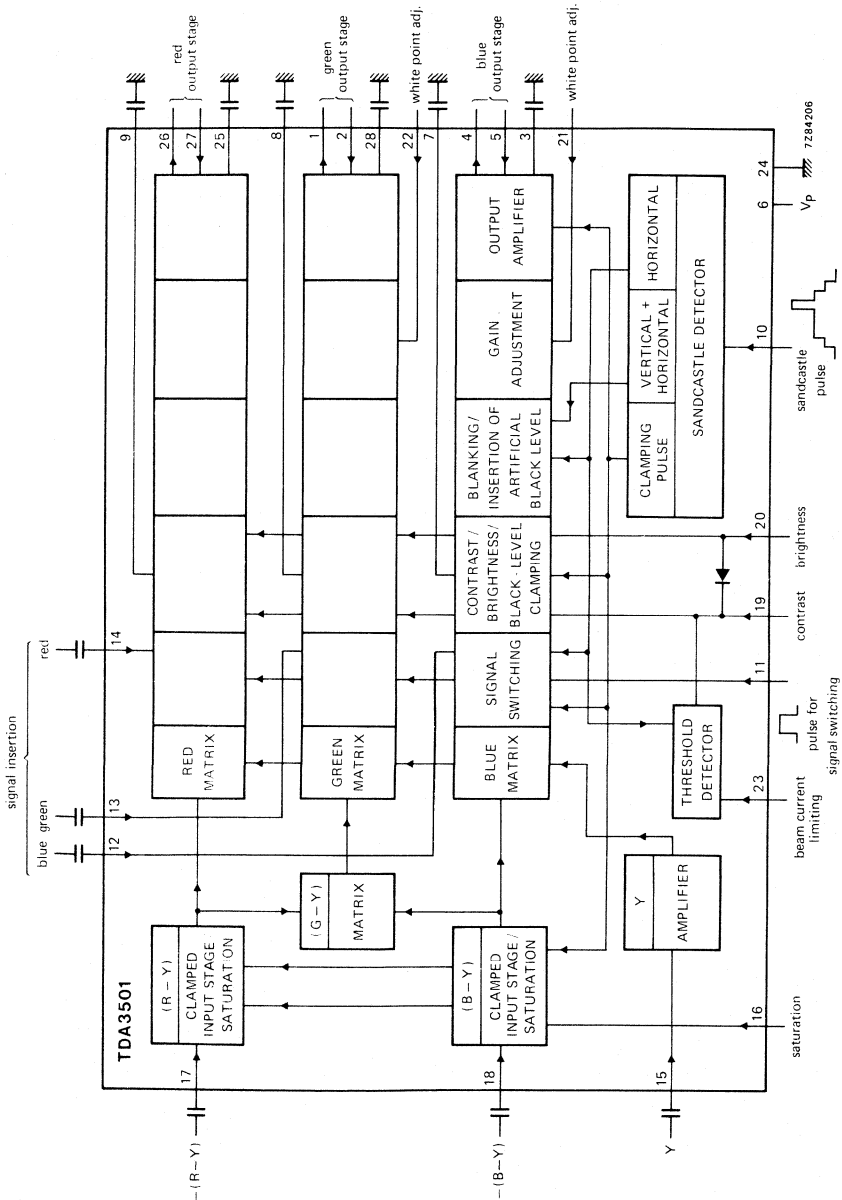 TDA3501
signal insertion
blue
green
red
12
13
14
9
26
27
25
red
output stage
8
1
2
28
green
output stage
22
white point adj.
7
4
5
3
blue
output stage
21
white point adj.
–(R–Y)
17
(R–Y)
CLAMPED
INPUT STAGE
SATURATION
RED
MATRIX
(G–Y)
MATRIX
GREEN
MATRIX
–(B–Y)
18
(B–Y)
CLAMPED
INPUT STAGE/
SATURATION
BLUE
MATRIX
SIGNAL
SWITCHING
CONTRAST/
BRIGHTNESS/
BLACK-LEVEL
CLAMPING
BLANKING/
INSERTION OF
ARTIFICIAL
BLACK LEVEL
GAIN
ADJUSTMENT
OUTPUT
AMPLIFIER
Y
15
Y
AMPLIFIER
THRESHOLD
DETECTOR
CLAMPING
PULSE
VERTICAL +
HORIZONTAL
HORIZONTAL
SANDCASTLE DETECTOR
16
saturation
23
beam current
limiting
11
pulse for
signal switching
19
contrast
20
brightness
10
sandcastle
pulse
6
VP
24
7Z84206